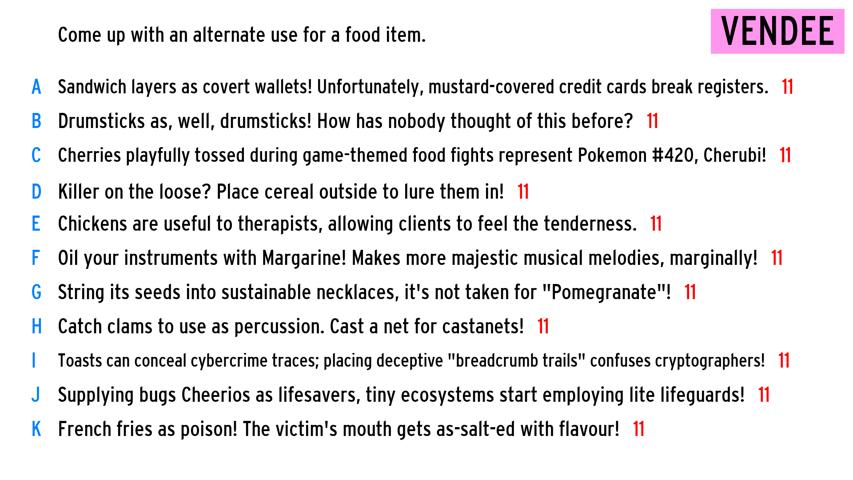 Come up with an alternate use for a food item.
VENDEE
A Sandwich layers as covert wallets! Unfortunately, mustard-covered credit cards break registers. 11
B Drumsticks as, well, drumsticks! How has nobody thought of this before? 11
C Cherries playfully tossed during game-themed food fights represent Pokemon #420, Cherubi! 11
D Killer on the loose? Place cereal outside to lure them in! 11
E Chickens are useful to therapists, allowing clients to feel the tenderness. 11
F Oil your instruments with Margarine! Makes more majestic musical melodies, marginally! 11
G String its seeds into sustainable necklaces, it's not taken for "Pomegranate"! 11
H Catch clams to use as percussion. Cast a net for castanets! 11
I Toasts can conceal cybercrime traces; placing deceptive "breadcrumb trails" confuses cryptographers! 11
J Supplying bugs Cheerios as lifesavers, tiny ecosystems start employing lite lifeguards! 11
K French fries as poison! The victim's mouth gets as-salt-ed with flavour! 11